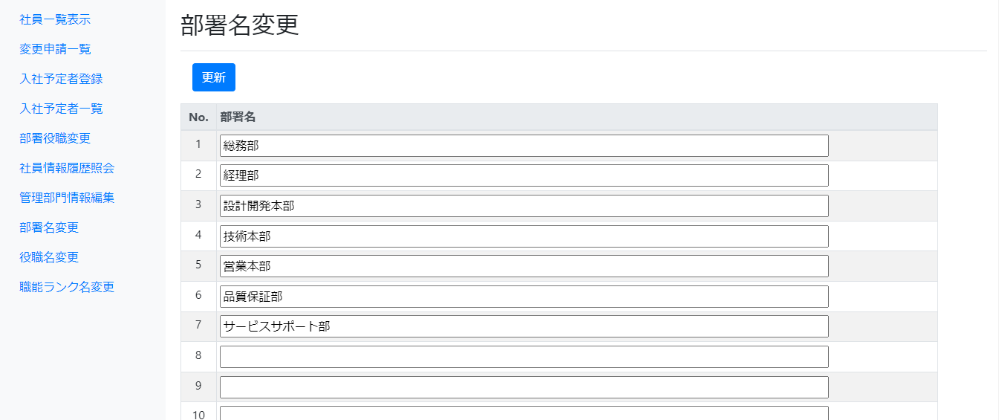 社員一覧表示
変更申請一覧
入社予定者登録
入社予定者一覧
部署役職変更
社員情報履歴照会
管理部門情報編集
部署名変更
役職名変更
職能ランク名変更
部署名変更
更新
No. 部署名
1 総務部
2 経理部
3 設計開発本部
4 技術本部
5 営業本部
6 品質保証部
7 サービスサポート部
8
9
10